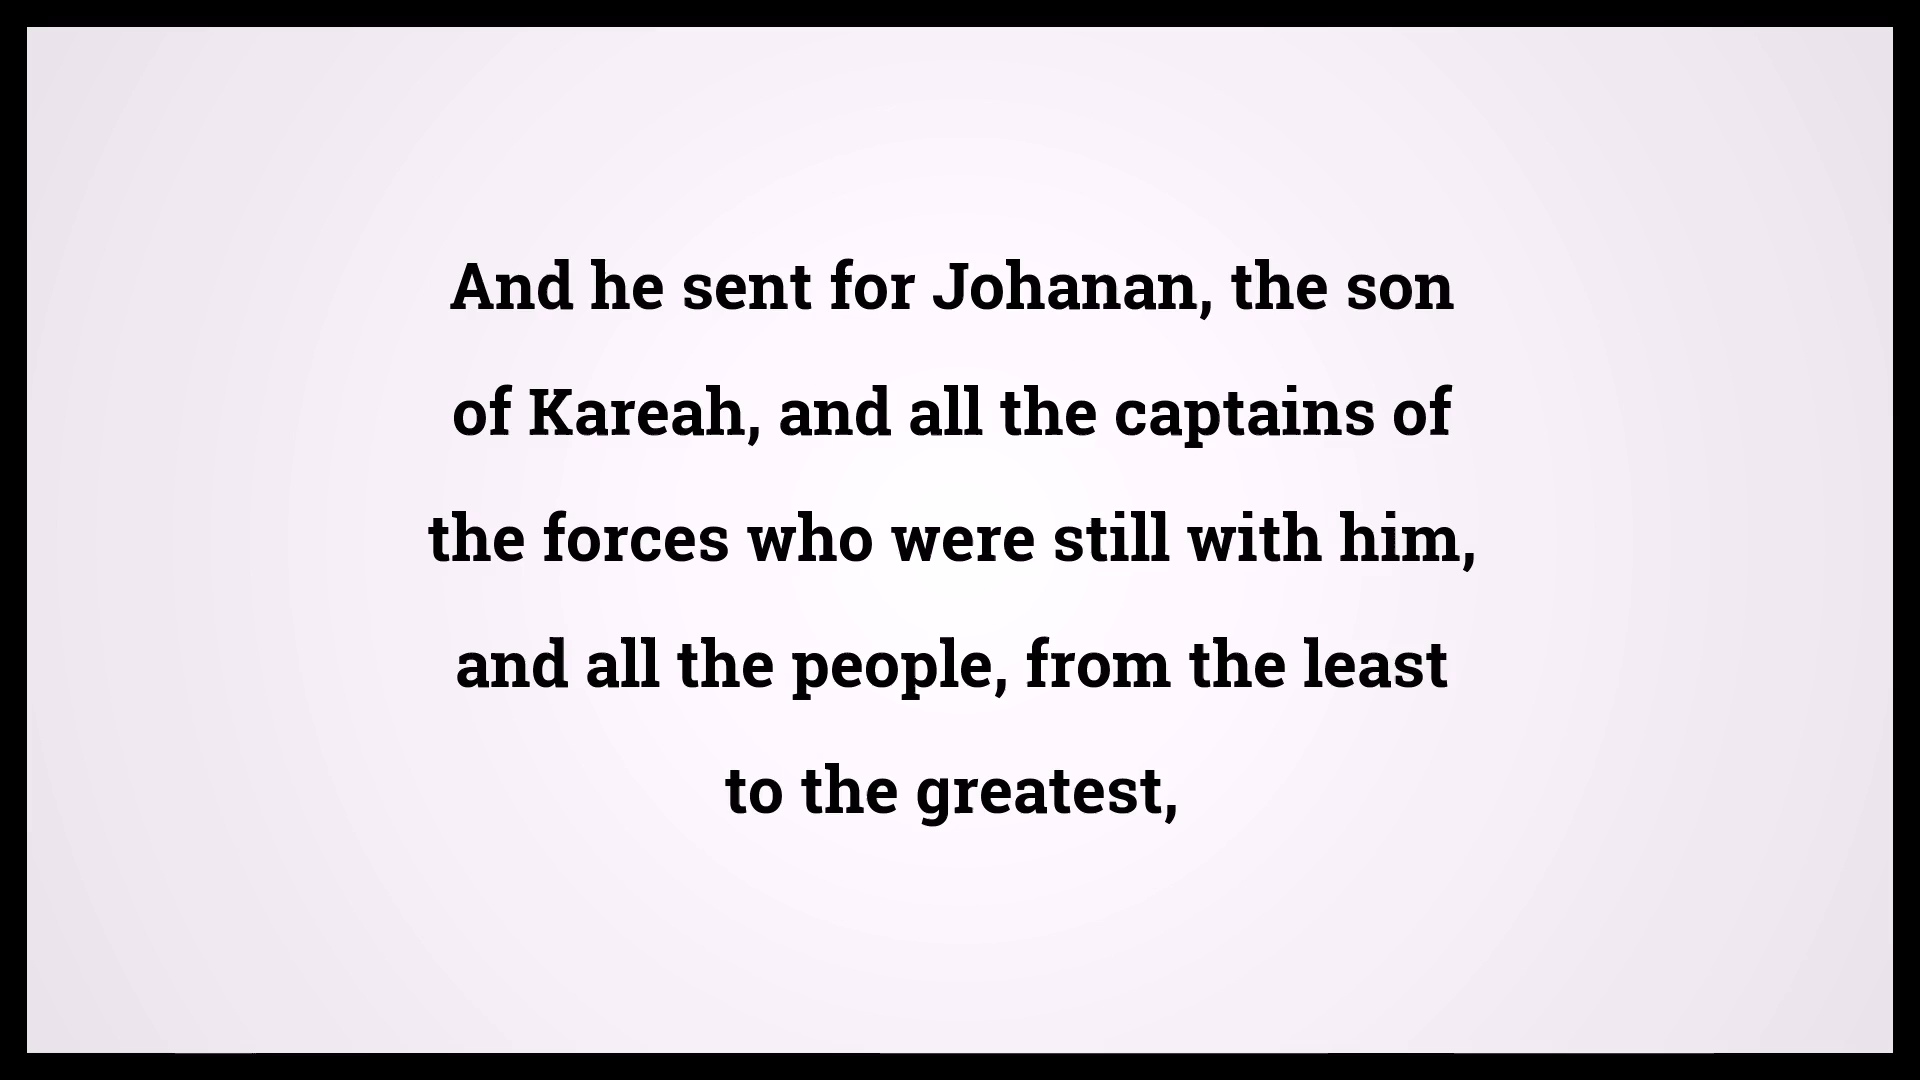 And he sent for Johanan, the son
of Kareah, and all the captains of
the forces who were still with him,
and all the people, from the least
to the greatest,